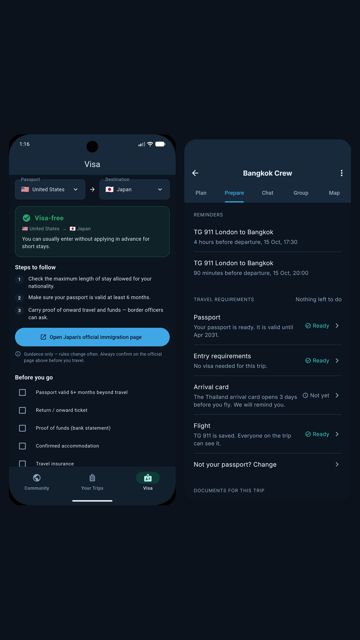 1:16
Visa
Passport
🇺🇸 United States
→
Destination
🇯🇵 Japan
Visa-free
🇺🇸 United States → 🇯🇵 Japan
You can usually enter without applying in advance for
short stays.
Steps to follow
1 Check the maximum length of stay allowed for your
nationality.
2 Make sure your passport is valid at least 6 months.
3 Carry proof of onward travel and funds — border officers
can ask.
Open Japan's official immigration page
Guidance only — rules change often. Always confirm on the official
page above before you travel.
Before you go
Passport valid 6+ months beyond travel
Return / onward ticket
Proof of funds (bank statement)
Confirmed accommodation
Travel insurance
Community
Your Trips
Visa
Bangkok Crew
Plan
Prepare
Chat
Group
Map
REMINDERS
TG 911 London to Bangkok
4 hours before departure, 15 Oct, 17:30
TG 911 London to Bangkok
90 minutes before departure, 15 Oct, 20:00
TRAVEL REQUIREMENTS
Nothing left to do
Passport
Your passport is ready. It is valid until
Apr 2031.
Ready
Entry requirements
No visa needed for this trip.
Ready
Arrival card
The Thailand arrival card opens 3 days
before you fly. We will remind you.
Not yet
Flight
TG 911 is saved. Everyone on the trip
can see it.
Ready
Not your passport? Change
DOCUMENTS FOR THIS TRIP